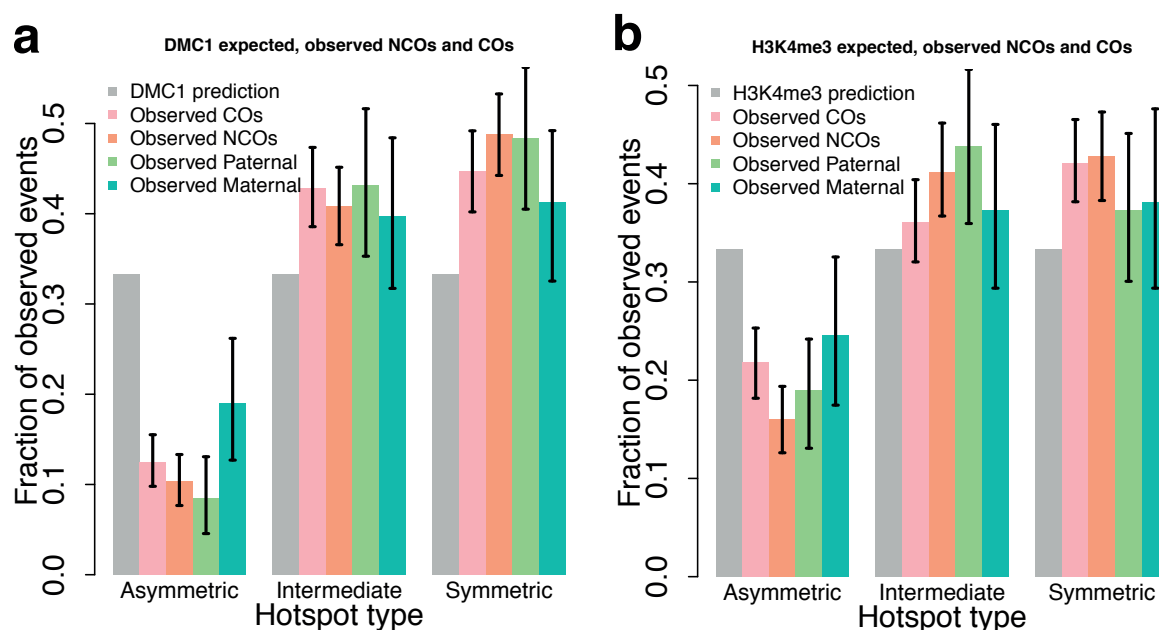 a
DMC1 expected, observed NCOs and COs
DMC1 prediction
Observed COs
Observed NCOs
Observed Paternal
Observed Maternal
Fraction of observed events
0.0
0.1
0.2
0.3
0.4
0.5
Asymmetric
Intermediate
Symmetric
Hotspot type
b
H3K4me3 expected, observed NCOs and COs
H3K4me3 prediction
Observed COs
Observed NCOs
Observed Paternal
Observed Maternal
Fraction of observed events
0.0
0.1
0.2
0.3
0.4
0.5
Asymmetric
Intermediate
Symmetric
Hotspot type